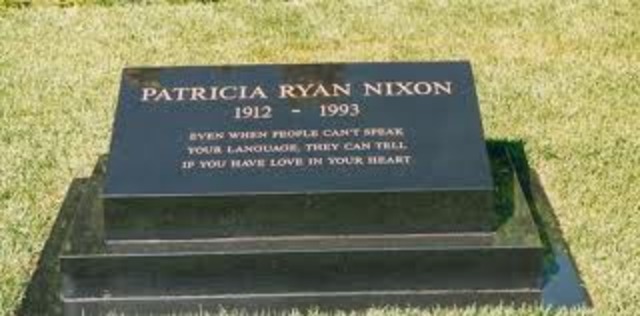 PATRICIA RYAN NIXON
1912 - 1993
EVEN WHEN PEOPLE CAN'T SPEAK
YOUR LANGUAGE, THEY CAN TELL
IF YOU HAVE LOVE IN YOUR HEART